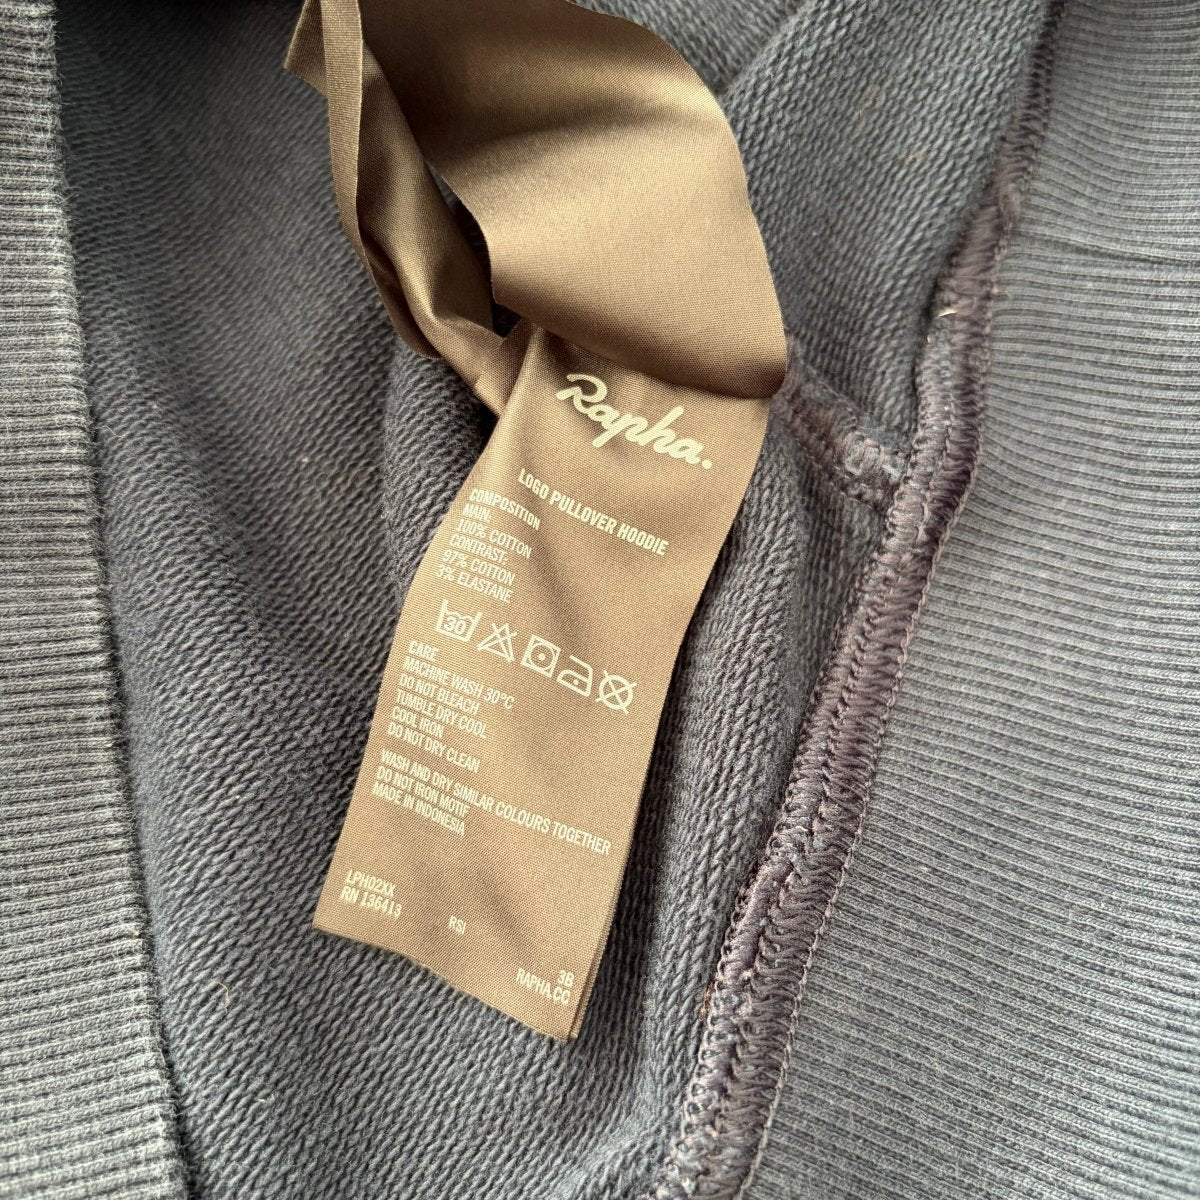 Rapha.
LOGO PULLOVER HOODIE
COMPOSITION
MAIN:
100% COTTON
CONTRAST:
97% COTTON
3% ELASTANE
30
CARE
MACHINE WASH 30°C
DO NOT BLEACH
TUMBLE DRY COOL
COOL IRON
DO NOT DRY CLEAN
WASH AND DRY SIMILAR COLOURS TOGETHER
DO NOT IRON MOTIF
MADE IN INDONESIA
LPH02XX
RN 136413
RSI
3B
RAPHA.CC